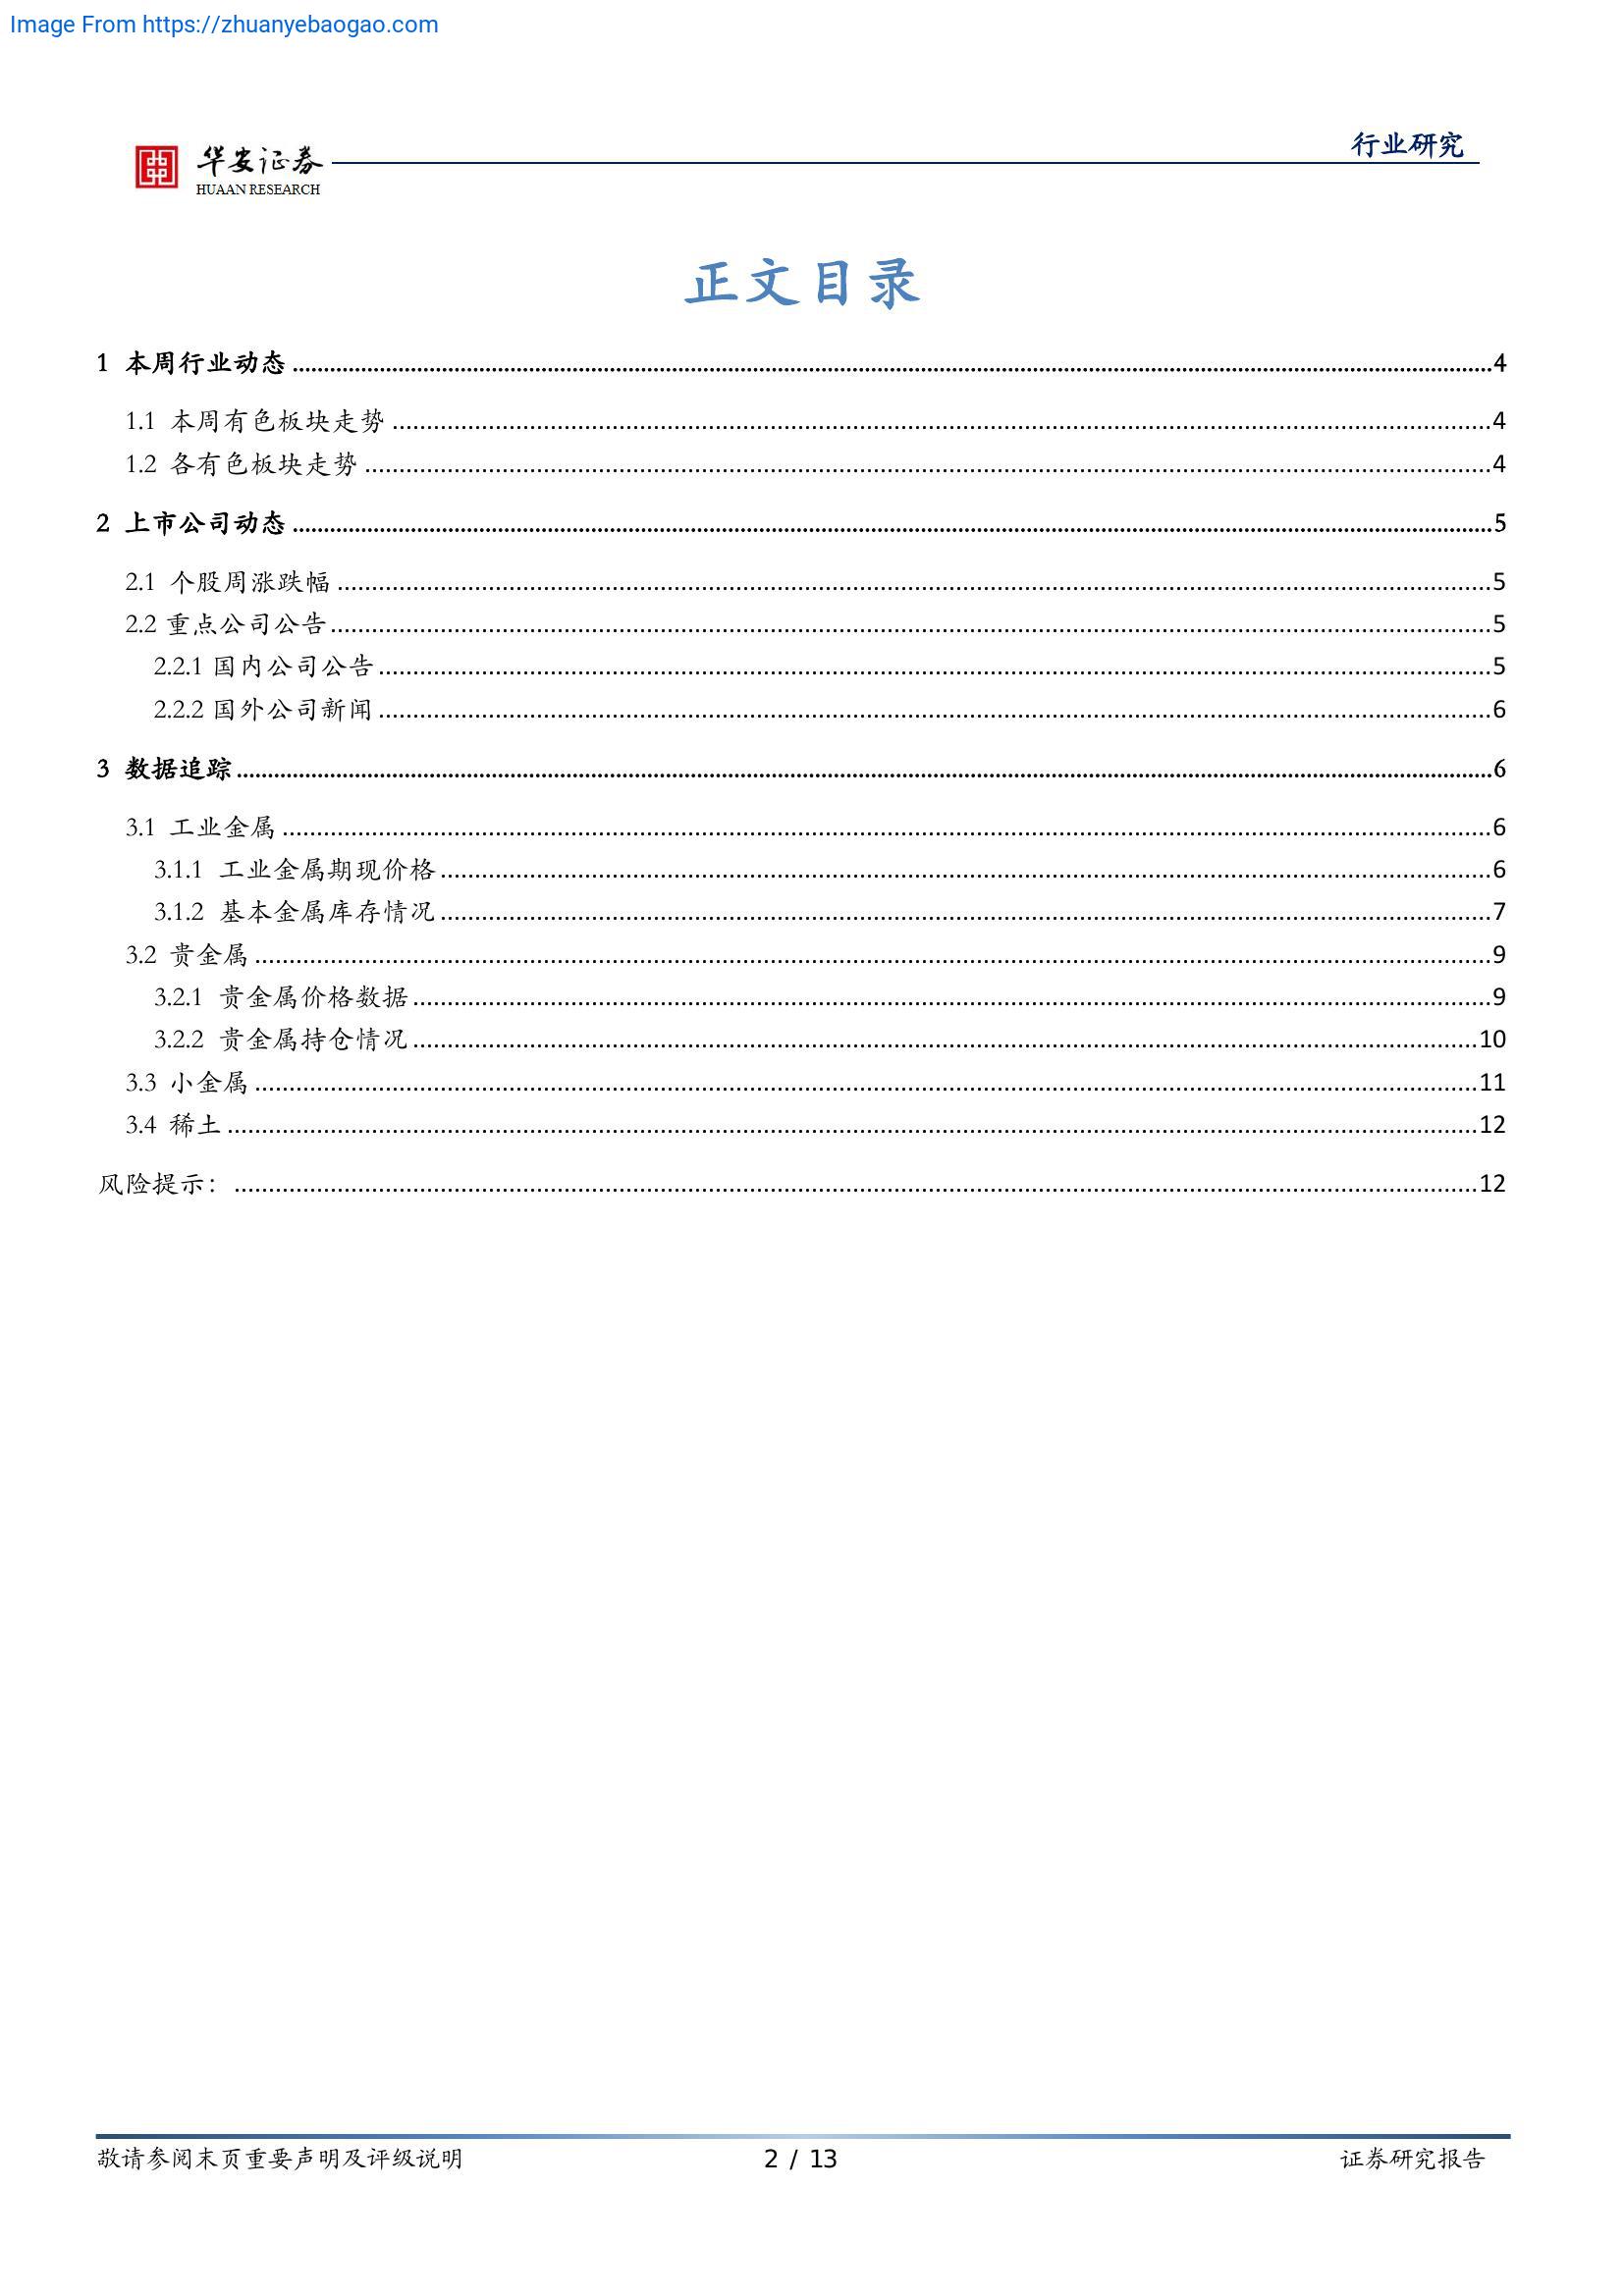 Image From https://zhuanyebaogao.com
行业研究
华安证券
HUAAN RESEARCH
正文目录
1 本周行业动态 ........ 4
1.1 本周有色板块走势 ........ 4
1.2 各有色板块走势 ........ 4
2 上市公司动态 ........ 5
2.1 个股周涨跌幅 ........ 5
2.2 重点公司公告 ........ 5
2.2.1 国内公司公告 ........ 5
2.2.2 国外公司新闻 ........ 6
3 数据追踪 ........ 6
3.1 工业金属 ........ 6
3.1.1 工业金属期现价格 ........ 6
3.1.2 基本金属库存情况 ........ 7
3.2 贵金属 ........ 9
3.2.1 贵金属价格数据 ........ 9
3.2.2 贵金属持仓情况 ........ 10
3.3 小金属 ........ 11
3.4 稀土 ........ 12
风险提示： ........ 12
敬请参阅末页重要声明及评级说明 2 / 13 证券研究报告